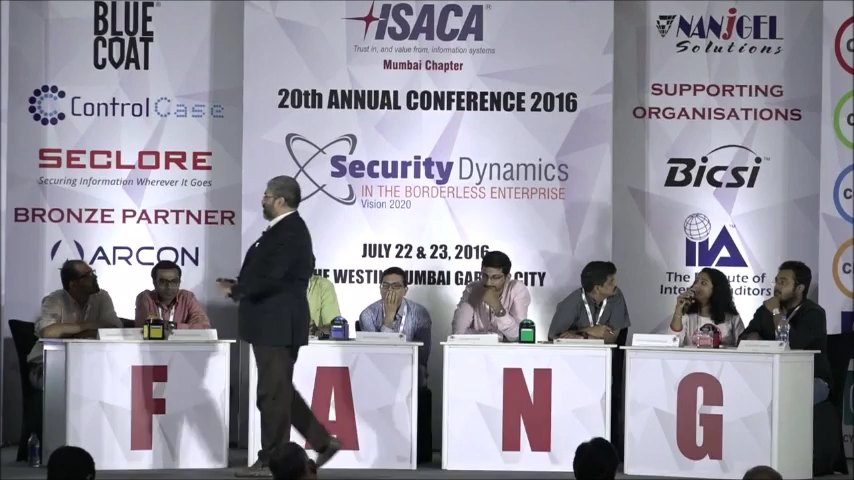 BLUE
COAT
ControlCase
SECLORE
Securing Information Wherever It Goes
BRONZE PARTNER
ARCON
ISACA
Trust in, and value from, information systems
Mumbai Chapter
20th ANNUAL CONFERENCE 2016
Security Dynamics
IN THE BORDERLESS ENTERPRISE
Vision 2020
JULY 22 & 23, 2016
THE WESTIN MUMBAI GARDEN CITY
NANJGEL
Solutions
SUPPORTING
ORGANISATIONS
BICSI
IIA
The Institute of
Internal Auditors
F A N G